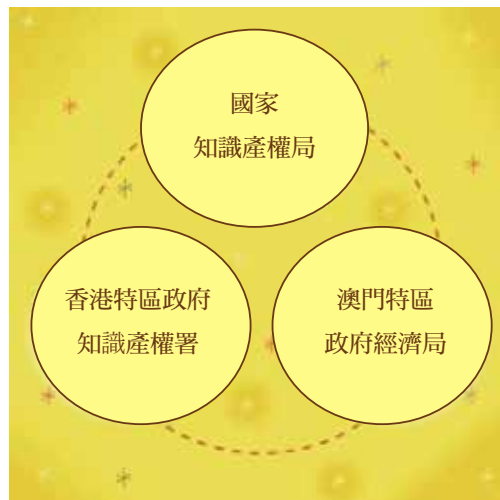 國家
知識產權局
香港特區政府
知識產權署
澳門特區
政府經濟局